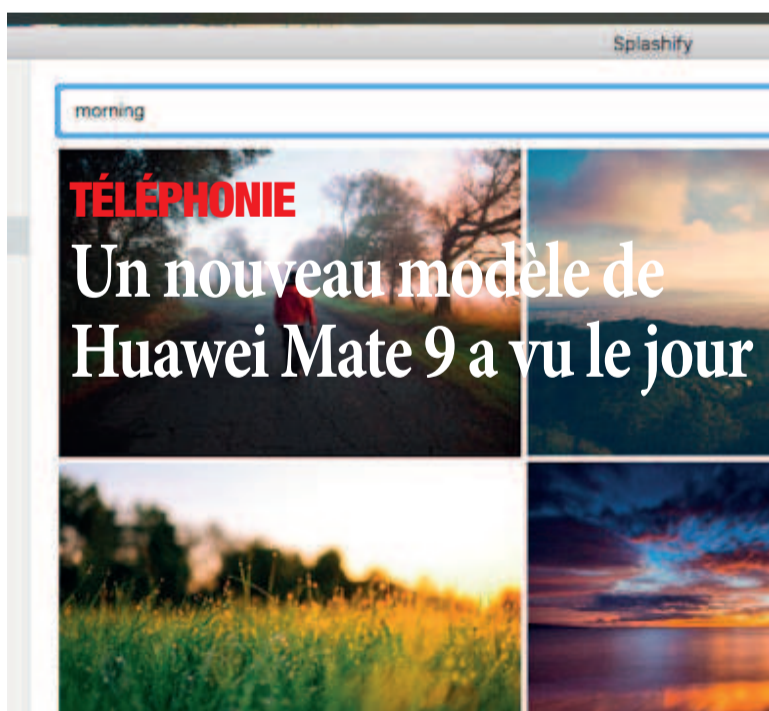 Splashify
morning
TÉLÉPHONIE
Un nouveau modèle de
Huawei Mate 9 a vu le jour